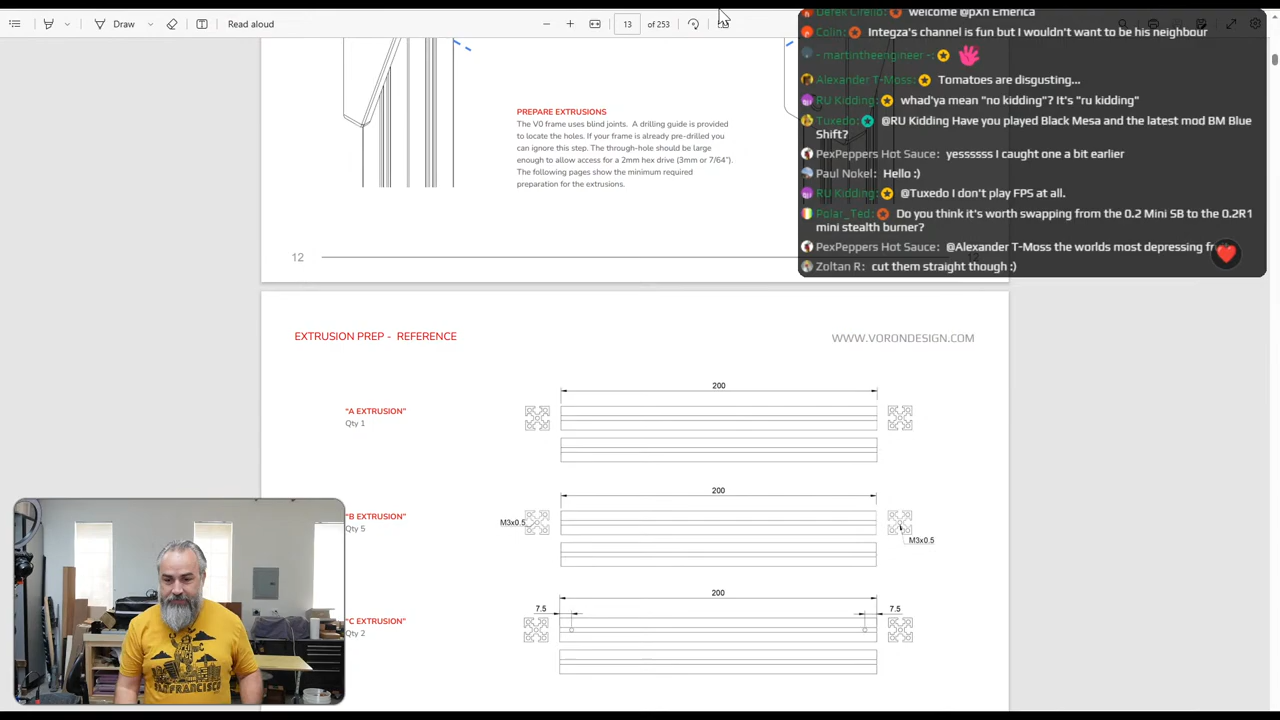 Draw
Read aloud
13 of 253
PREPARE EXTRUSIONS
The V0 frame uses blind joints. A drilling guide is provided
to locate the holes. If your frame is already pre-drilled you
can ignore this step. The through-hole should be large
enough to allow access for a 2mm hex drive (3mm or 7/64").
The following pages show the minimum required
preparation for the extrusions.
12
Derek Cirello: welcome @pXn Emerica
Colin: Integza's channel is fun but I wouldn't want to be his neighbour
- martintheengineer -:
Alexander T-Moss: Tomatoes are disgusting...
RU Kidding: whad'ya mean "no kidding"? It's "ru kidding"
Tuxedo: @RU Kidding Have you played Black Mesa and the latest mod BM Blue
Shift?
PexPeppers Hot Sauce: yessssss I caught one a bit earlier
Paul Nokel: Hello :)
RU Kidding: @Tuxedo I don't play FPS at all.
Polar_Ted: Do you think it's worth swapping from the 0.2 Mini SB to the 0.2R1
mini stealth burner?
PexPeppers Hot Sauce: @Alexander T-Moss the worlds most depressing
Zoltan R: cut them straight though :)
12
EXTRUSION PREP - REFERENCE
WWW.VORONDESIGN.COM
200
"A EXTRUSION"
Qty 1
200
"B EXTRUSION"
Qty 5
M3x0.5
M3x0.5
200
7.5
7.5
"C EXTRUSION"
Qty 2